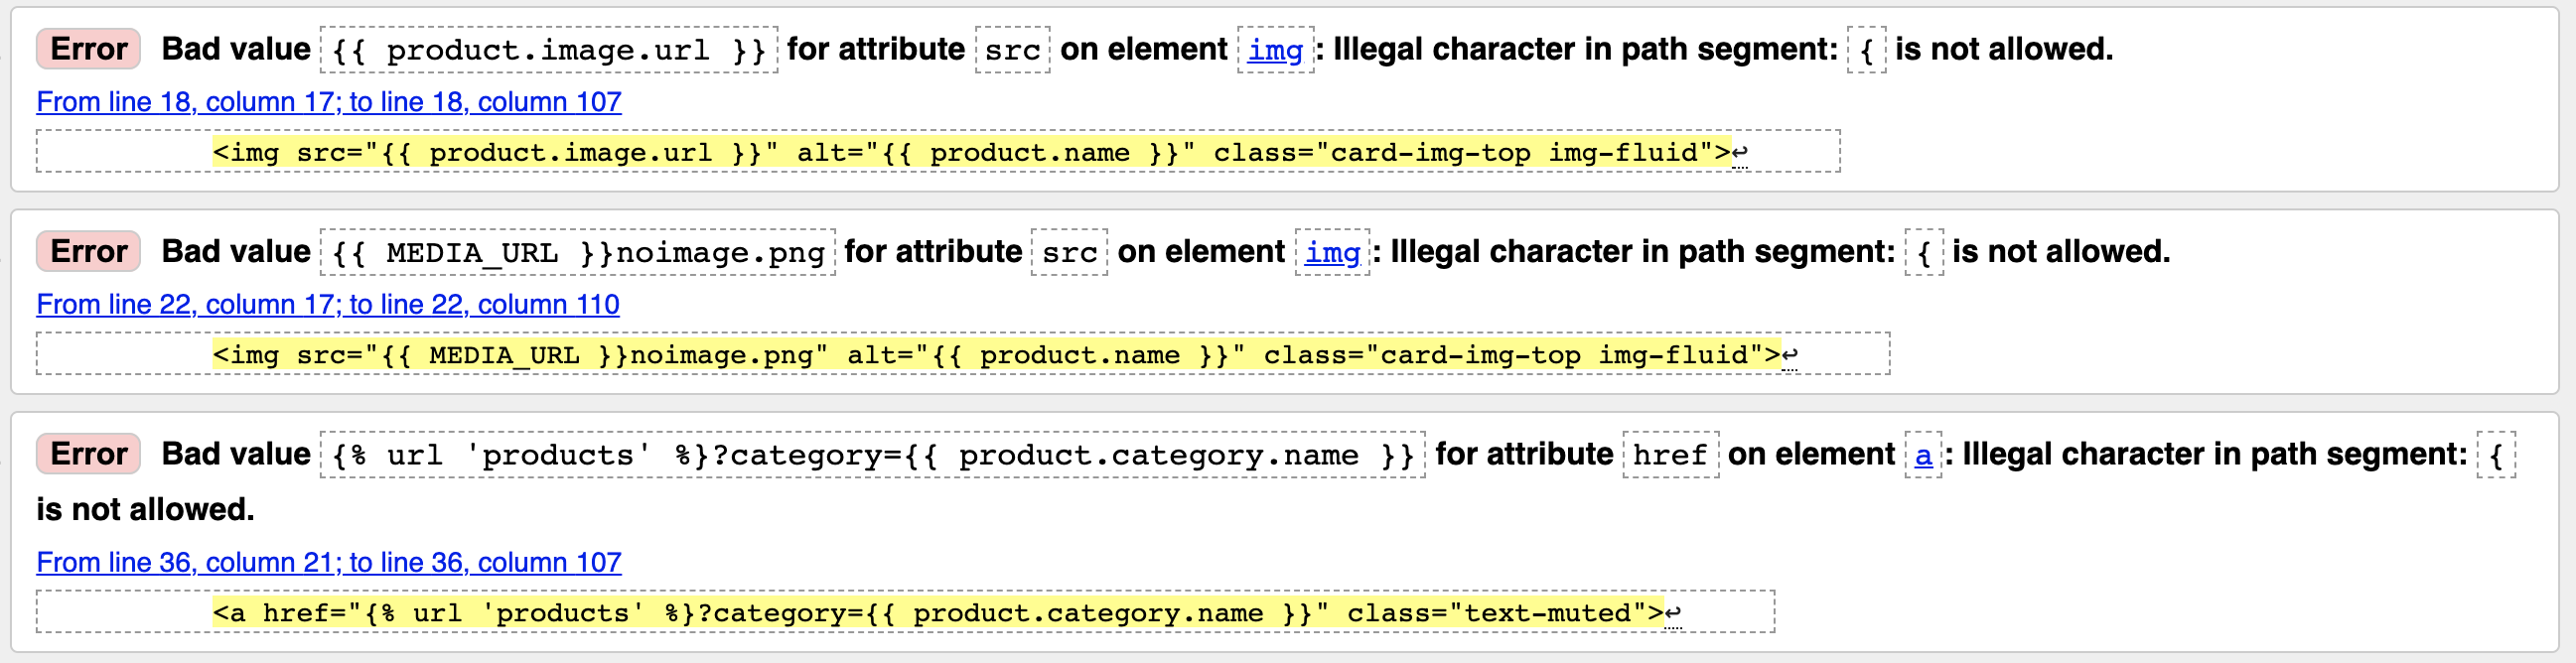 Error Bad value {{ product.image.url }} for attribute src on element img: Illegal character in path segment: { is not allowed.
From line 18, column 17; to line 18, column 107
<img src="{{ product.image.url }}" alt="{{ product.name }}" class="card-img-top img-fluid">↩
Error Bad value {{ MEDIA_URL }}noimage.png for attribute src on element img: Illegal character in path segment: { is not allowed.
From line 22, column 17; to line 22, column 110
<img src="{{ MEDIA_URL }}noimage.png" alt="{{ product.name }}" class="card-img-top img-fluid">↩
Error Bad value {% url 'products' %}?category={{ product.category.name }} for attribute href on element a: Illegal character in path segment: {
is not allowed.
From line 36, column 21; to line 36, column 107
<a href="{% url 'products' %}?category={{ product.category.name }}" class="text-muted">↩